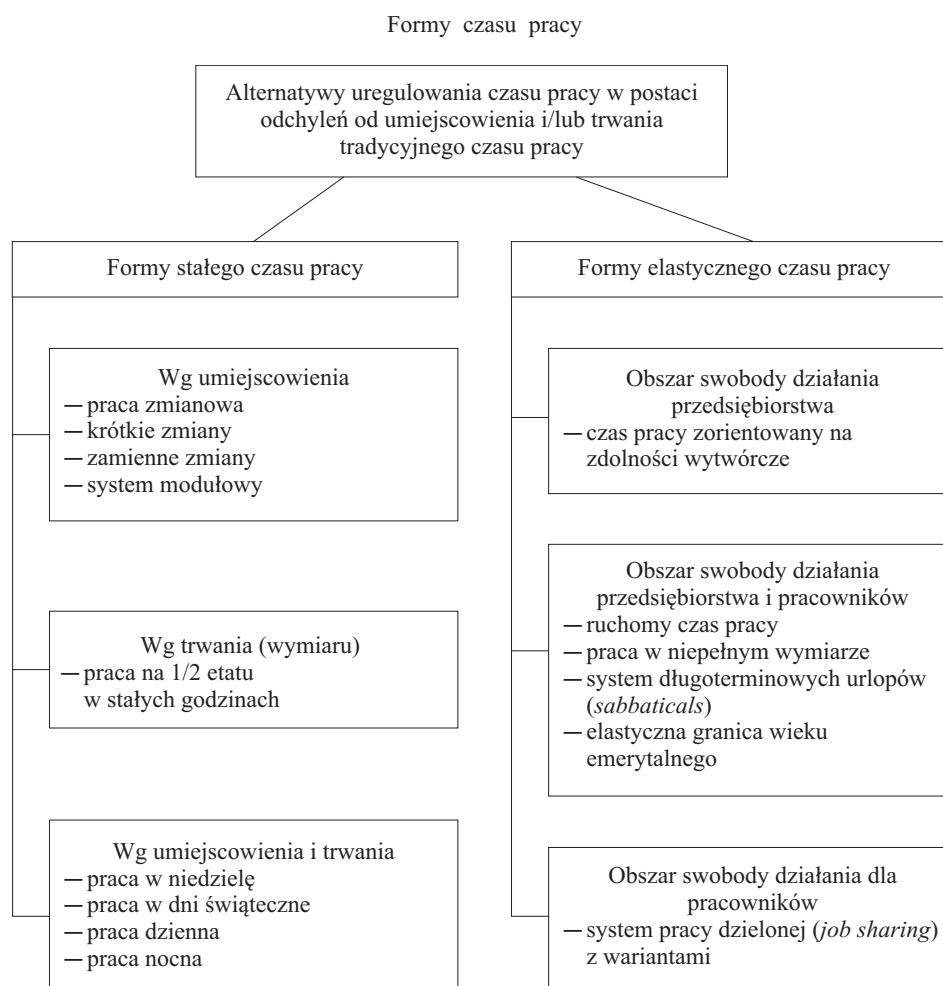 Formy czasu pracy
Alternatywy uregulowania czasu pracy w postaci
odchyleń od umiejscowienia i/lub trwania
tradycyjnego czasu pracy
Formy stałego czasu pracy
Wg umiejscowienia
— praca zmianowa
— krótkie zmiany
— zamienne zmiany
— system modułowy
Wg trwania (wymiaru)
— praca na 1/2 etatu
w stałych godzinach
Wg umiejscowienia i trwania
— praca w niedzielę
— praca w dni świąteczne
— praca dzienna
— praca nocna
Formy elastycznego czasu pracy
Obszar swobody działania
przedsiębiorstwa
— czas pracy zorientowany na
zdolności wytwórcze
Obszar swobody działania
przedsiębiorstwa i pracowników
— ruchomy czas pracy
— praca w niepełnym wymiarze
— system długoterminowych urlopów
(sabbaticals)
— elastyczna granica wieku
emerytalnego
Obszar swobody działania dla
pracowników
— system pracy dzielonej (job sharing)
z wariantami